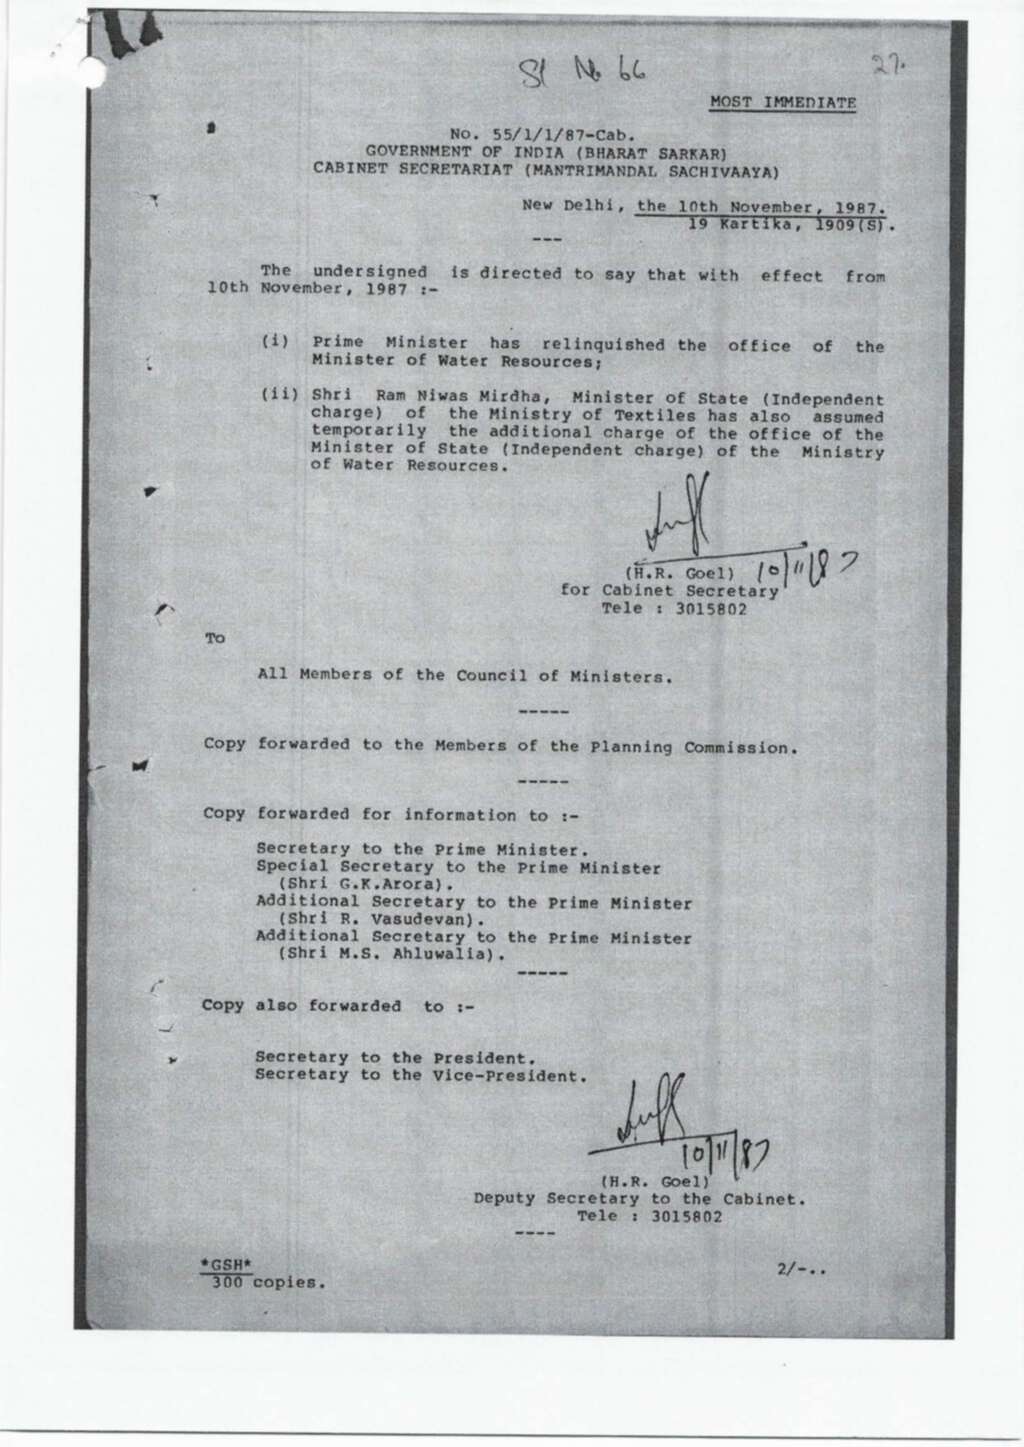 Sl No 66
27.
MOST IMMEDIATE
No. 55/1/1/87-Cab.
GOVERNMENT OF INDIA (BHARAT SARKAR)
CABINET SECRETARIAT (MANTRIMANDAL SACHIVAAYA)
New Delhi, the 10th November, 1987.
19 Kartika, 1909(S).
---
The undersigned is directed to say that with effect from
10th November, 1987 :-
(i) Prime Minister has relinquished the office of the
Minister of Water Resources;
(ii) Shri Ram Niwas Mirdha, Minister of State (Independent
charge) of the Ministry of Textiles has also assumed
temporarily the additional charge of the office of the
Minister of State (Independent charge) of the Ministry
of Water Resources.
(H.R. Goel) 10/11/87
for Cabinet Secretary
Tele : 3015802
To
All Members of the Council of Ministers.
-----
Copy forwarded to the Members of the Planning Commission.
-----
Copy forwarded for information to :-
Secretary to the Prime Minister.
Special Secretary to the Prime Minister
(Shri G.K.Arora).
Additional Secretary to the Prime Minister
(Shri R. Vasudevan).
Additional Secretary to the Prime Minister
(Shri M.S. Ahluwalia).
-----
Copy also forwarded to :-
Secretary to the President.
Secretary to the Vice-President.
10/11/87
(H.R. Goel)
Deputy Secretary to the Cabinet.
Tele : 3015802
----
*GSH*
300 copies.
2/-..